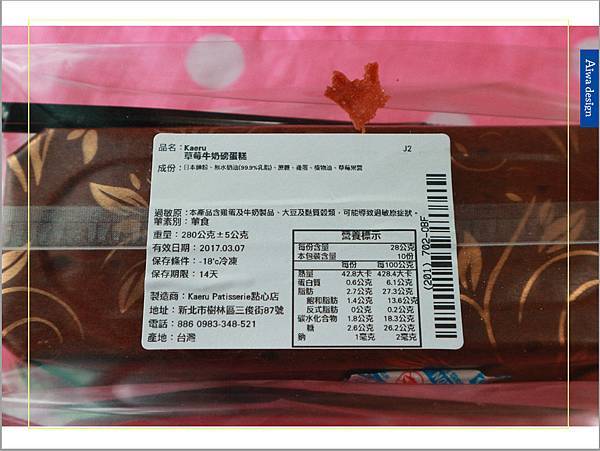 Aiwa design
品名：Kaeru J2
草莓牛奶磅蛋糕
成份：日本麵粉、無水奶油(99.9%乳脂)、蔗糖、雞蛋、植物油、草莓果醬
過敏原：本產品含雞蛋及牛奶製品、大豆及麩質穀類，可能導致過敏原症狀。
葷素別：葷食
重量：280公克±5公克
有效日期：2017.03.07
保存條件：-18℃冷凍
保存期限：14天
製造商：Kaeru Patisserie點心店
地址：新北市樹林區三俊街87號
電話：886 0983-348-521
產地：台灣
營養標示
每份含量 28公克
本包裝含 10份
每份 每100公克
熱量 42.8大卡 428.4大卡
蛋白質 0.6公克 6.1公克
脂肪 2.7公克 27.3公克
飽和脂肪 1.4公克 13.6公克
反式脂肪 0公克 0.2公克
碳水化合物 1.8公克 18.3公克
糖 2.6公克 26.2公克
鈉 1毫克 2毫克
(201) 702-0BF